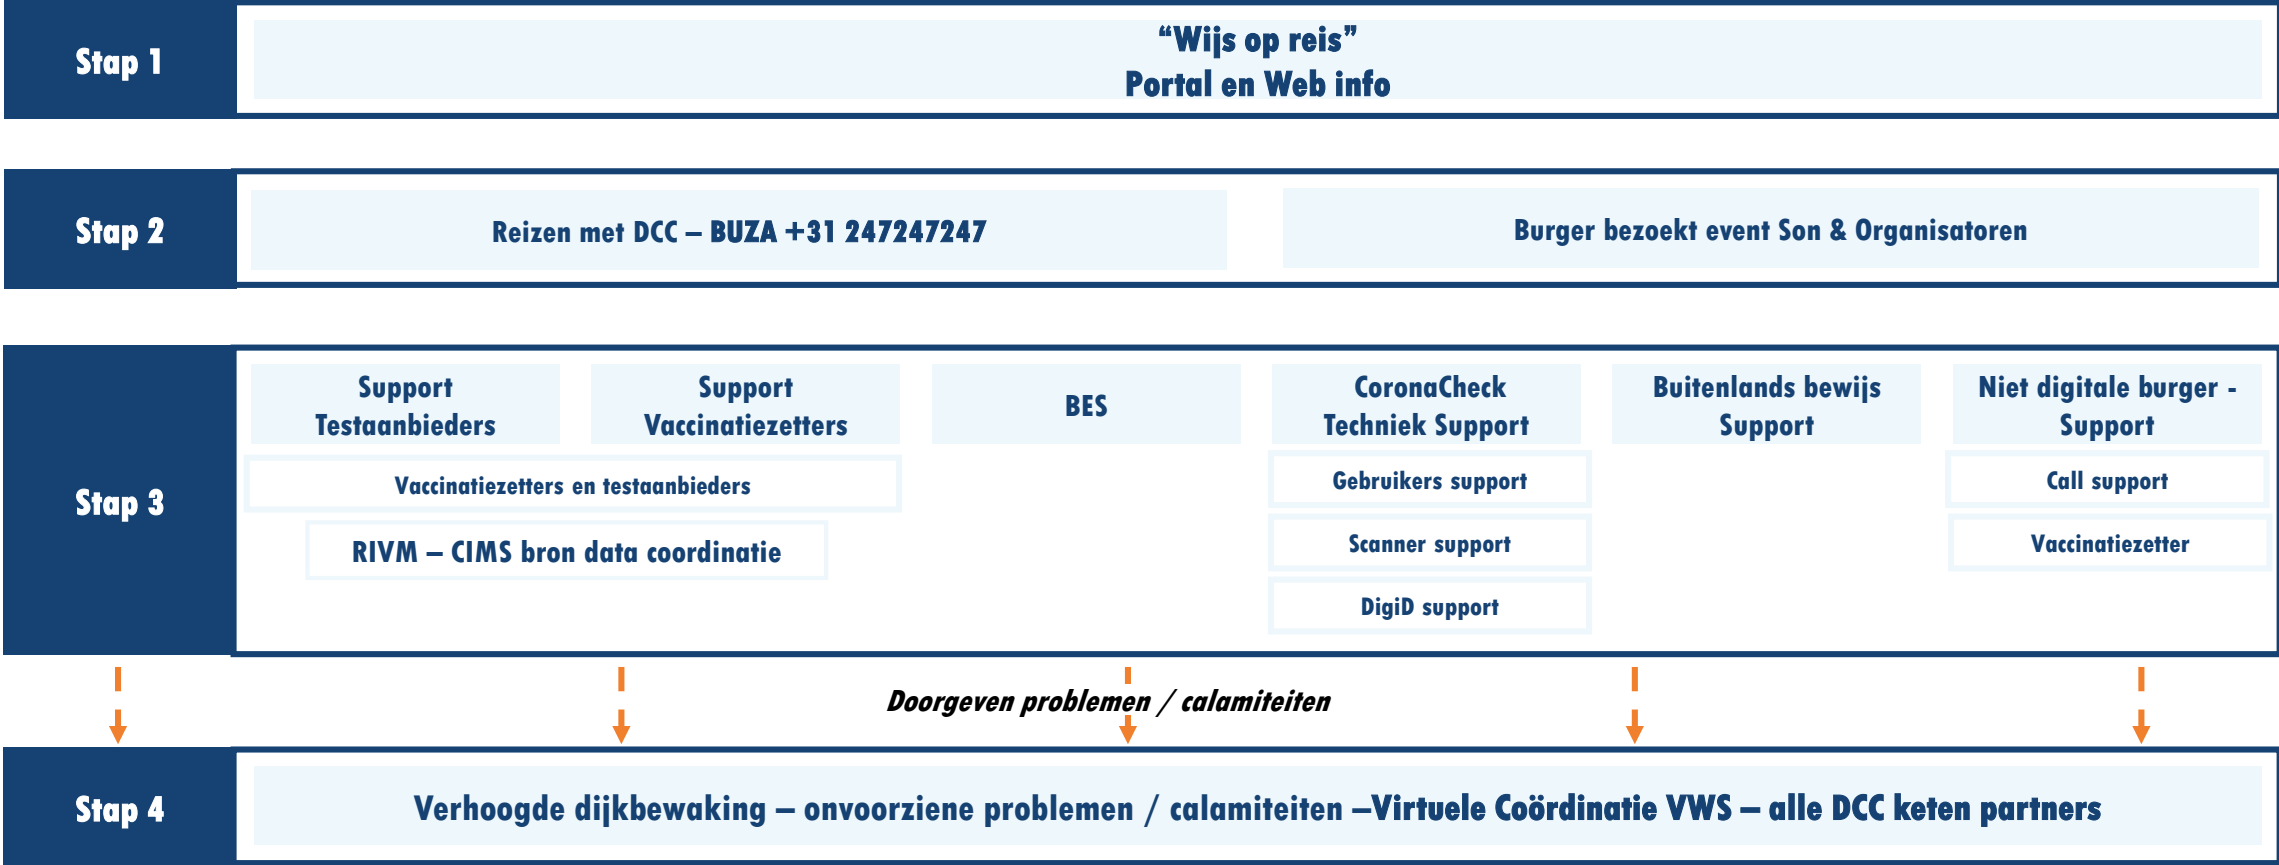 Stap 1
“Wijs op reis”
Portal en Web info
Stap 2
Reizen met DCC – BUZA +31 247247247
Burger bezoekt event Son & Organisatoren
Stap 3
Support
Testaanbieders
Support
Vaccinatiezetters
BES
CoronaCheck
Techniek Support
Buitenlands bewijs
Support
Niet digitale burger -
Support
Vaccinatiezetters en testaanbieders
RIVM – CIMS bron data coordinatie
Gebruikers support
Scanner support
DigiD support
Call support
Vaccinatiezetter
Doorgeven problemen / calamiteiten
Stap 4
Verhoogde dijkbewaking – onvoorziene problemen / calamiteiten –Virtuele Coördinatie VWS – alle DCC keten partners